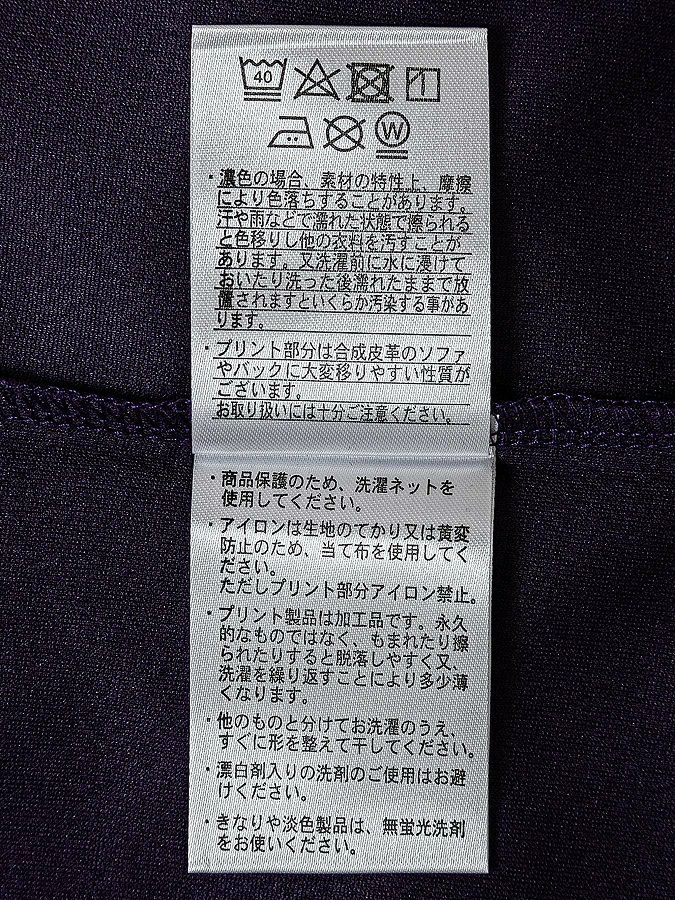 40
W
・濃色の場合、素材の特性上、摩擦
により色落ちすることがあります。
汗や雨などで濡れた状態で擦られる
と色移りし他の衣料を汚すことが
あります。又洗濯前に水に浸けて
おいたり洗った後濡れたままで放
置されますといくらか汚染する事があ
ります。
・プリント部分は合成皮革のソファ
やバックに大変移りやすい性質が
ございます。
お取り扱いには十分ご注意ください。
・商品保護のため、洗濯ネットを
使用してください。
・アイロンは生地のてかり又は黄変
防止のため、当て布を使用してく
ださい。
ただしプリント部分アイロン禁止。
・プリント製品は加工品です。永久
的なものではなく、もまれたり擦
られたりすると脱落しやすく又、
洗濯を繰り返すことにより多少薄
くなります。
・他のものと分けてお洗濯のうえ、
すぐに形を整えて干してください。
・漂白剤入りの洗剤のご使用はお避
けください。
・きなりや淡色製品は、無蛍光洗剤
をお使いください。